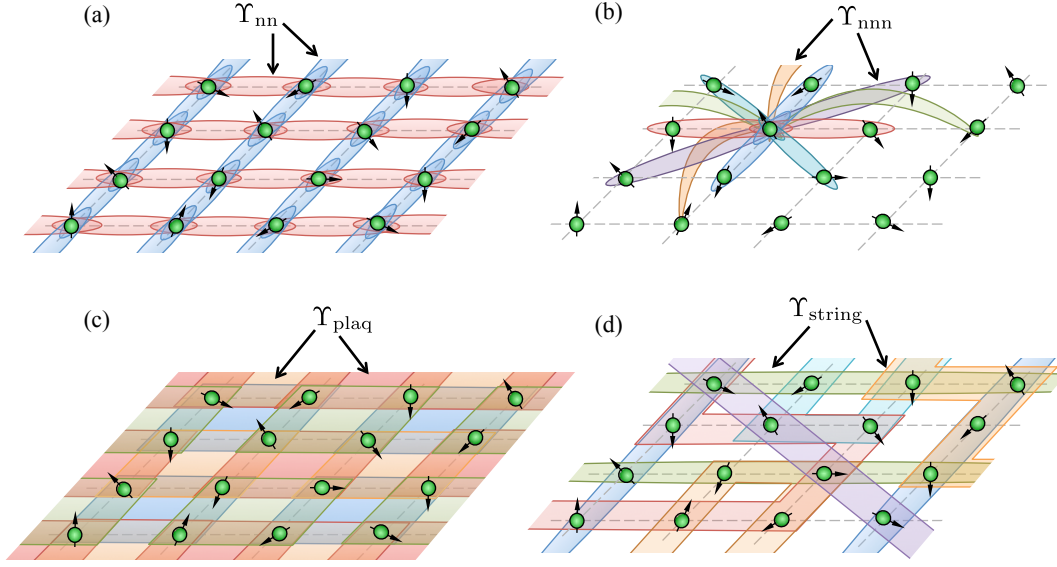 (a)
ϒnn
(b)
ϒnnn
(c)
ϒplaq
(d)
ϒstring